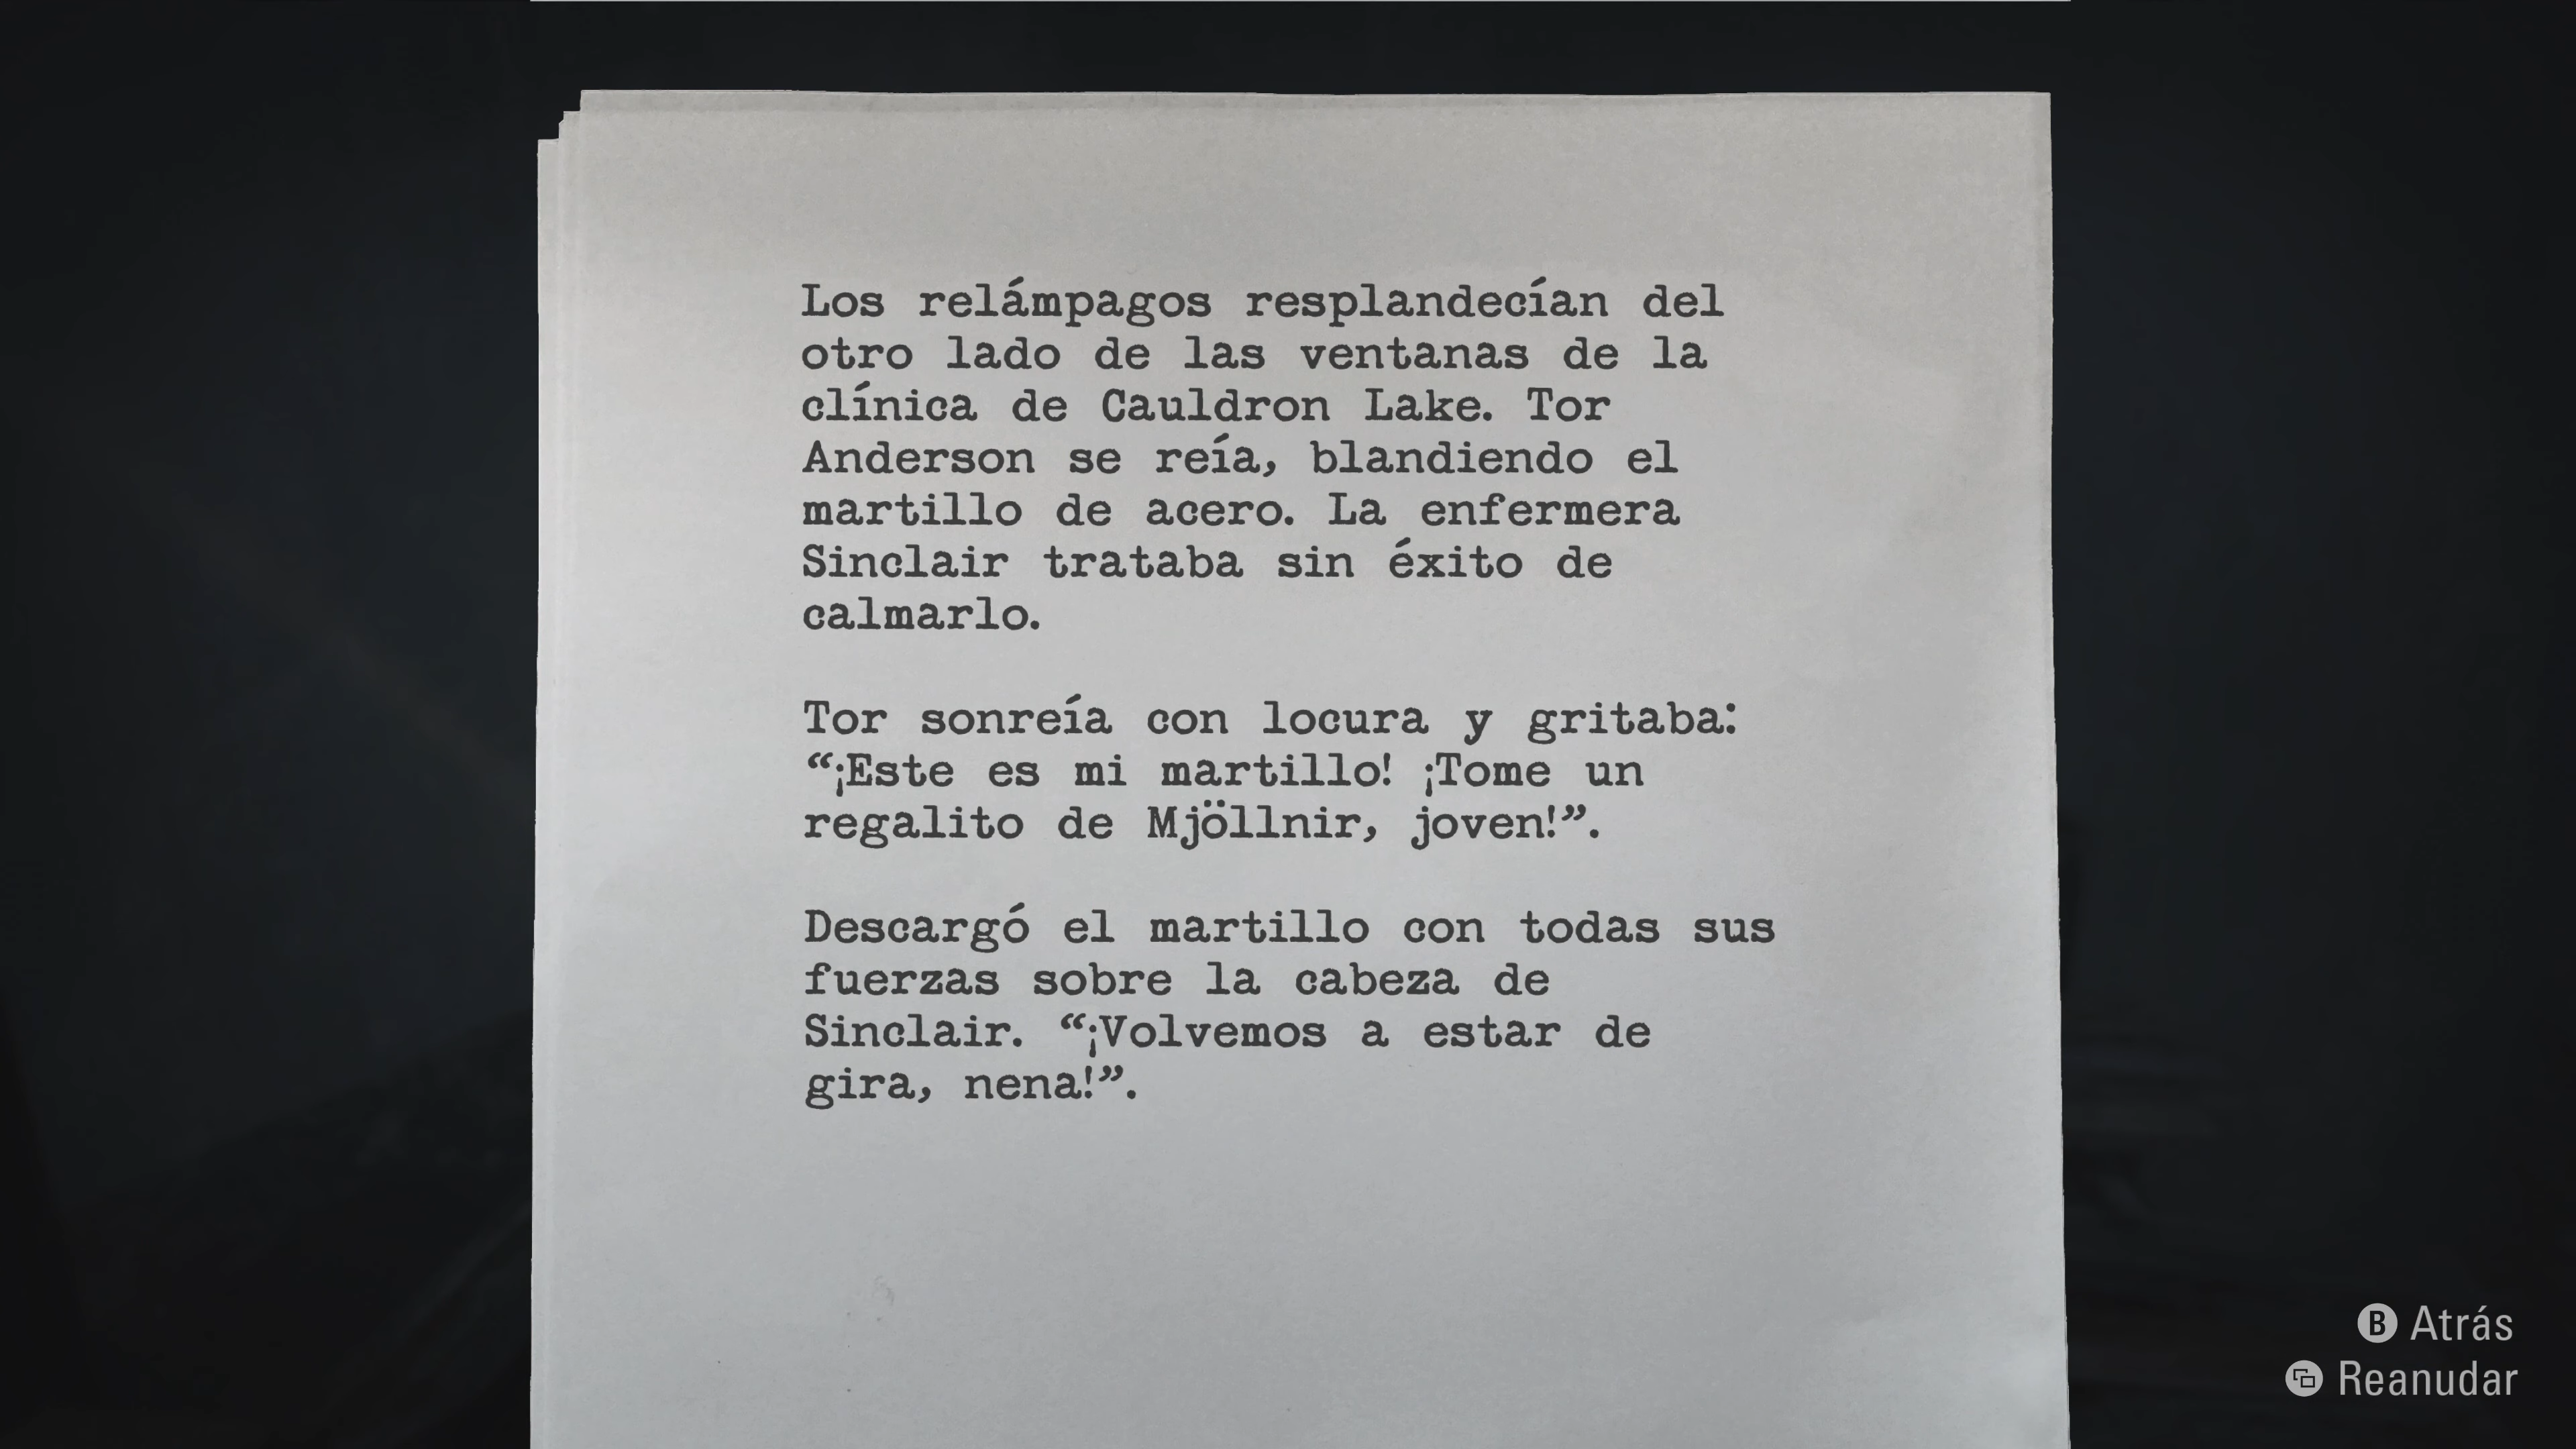 Los relámpagos resplandecían del
otro lado de las ventanas de la
clínica de Cauldron Lake. Tor
Anderson se reía, blandiendo el
martillo de acero. La enfermera
Sinclair trataba sin éxito de
calmarlo.
Tor sonreía con locura y gritaba:
“¡Este es mi martillo! ¡Tome un
regalito de Mjöllnir, joven!”.
Descargó el martillo con todas sus
fuerzas sobre la cabeza de
Sinclair. “¡Volvemos a estar de
gira, nena!”.
B Atrás
Reanudar